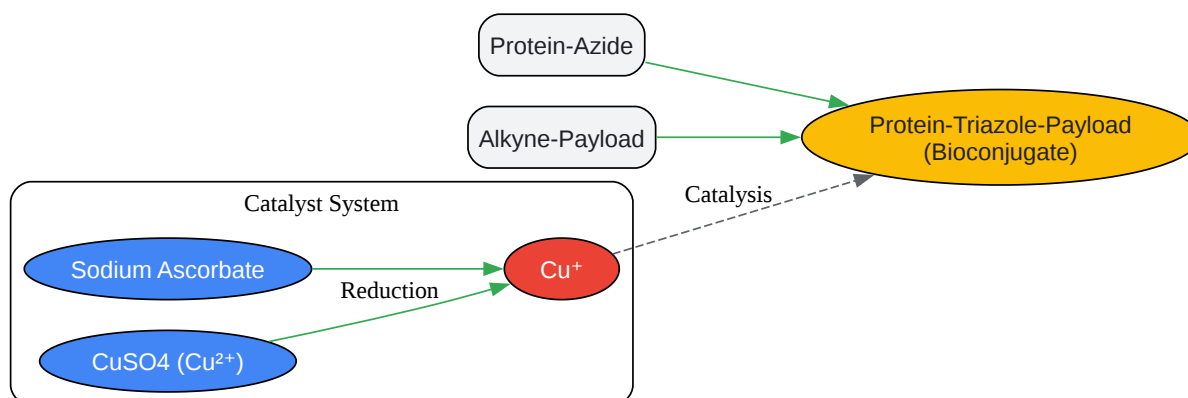 Protein-Azide
Alkyne-Payload
Protein-Triazole-Payload
(Bioconjugate)
Catalysis
Catalyst System
Sodium Ascorbate
Cu⁺
Reduction
CuSO4 (Cu²⁺)